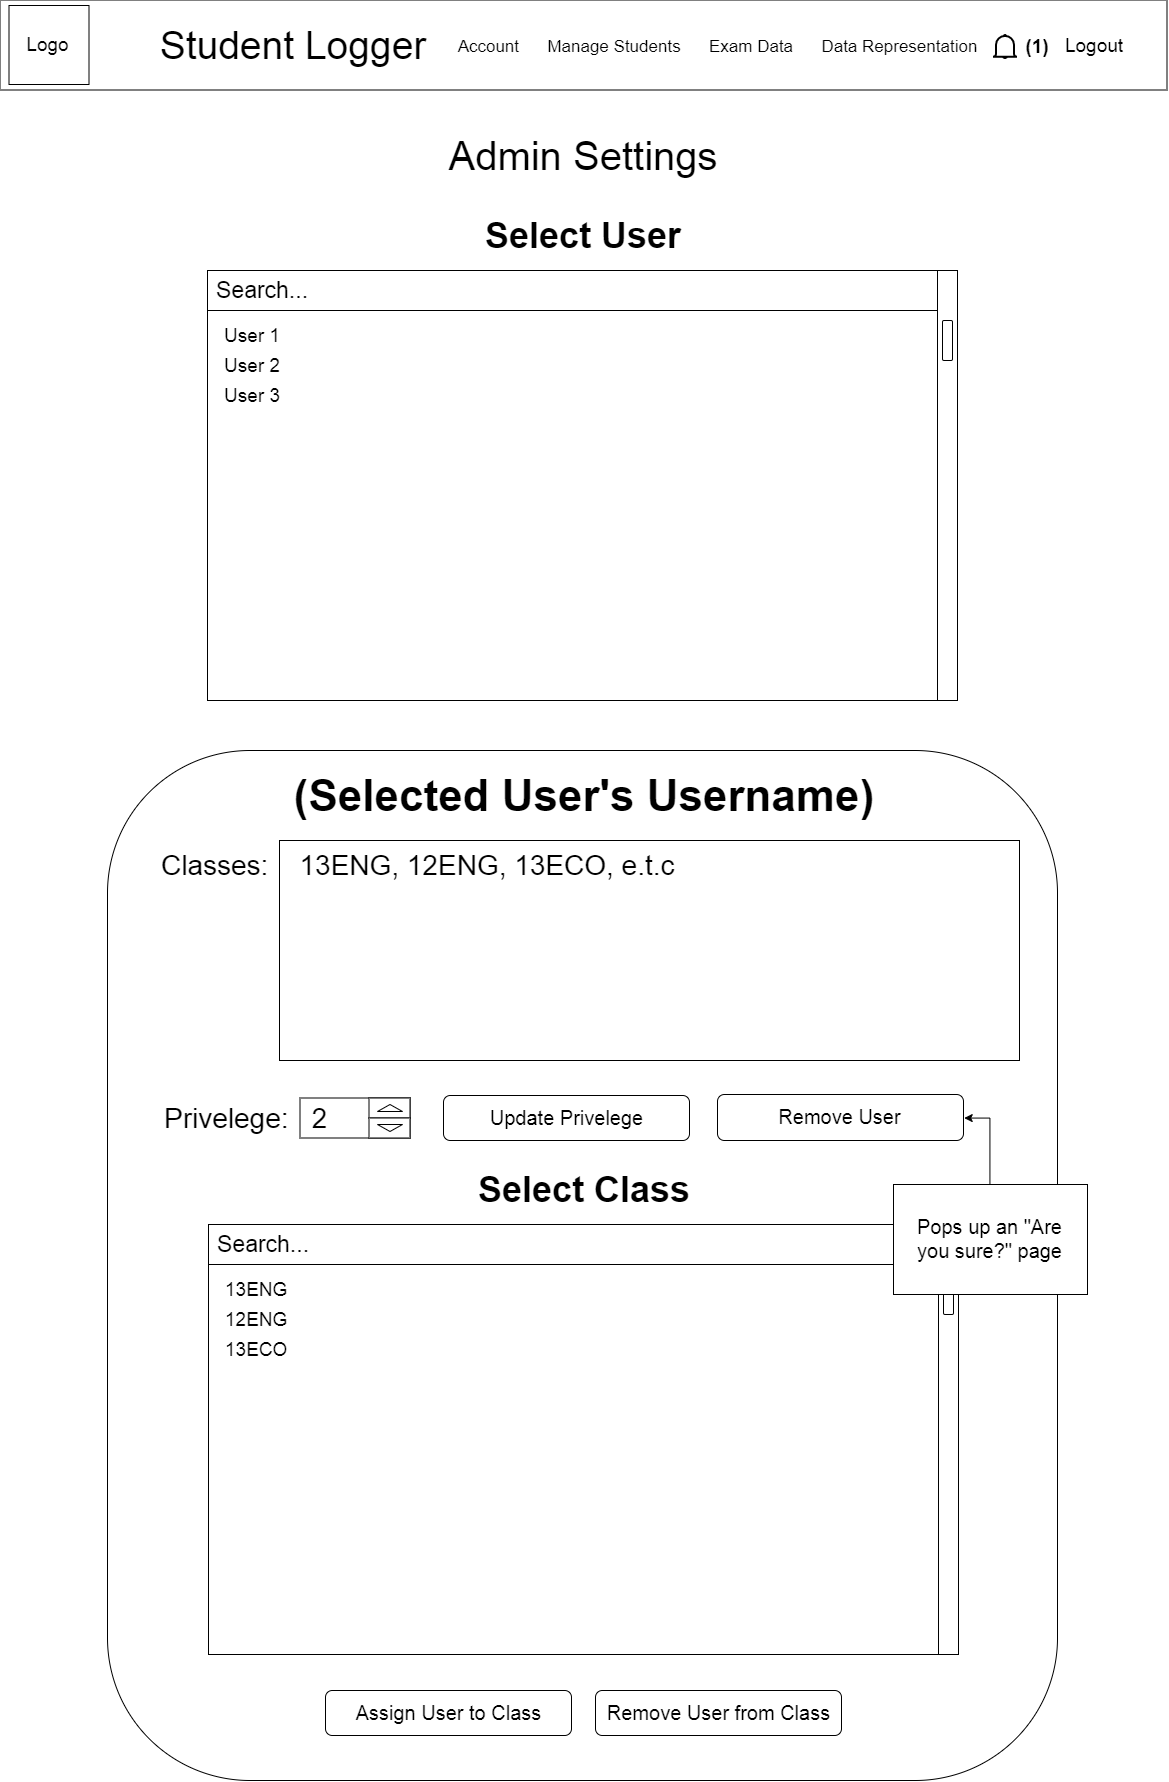 Logo
Student Logger
Account
Manage Students
Exam Data
Data Representation
(1)
Logout
Admin Settings
Select User
Search...
User 1
User 2
User 3
(Selected User's Username)
Classes:
13ENG, 12ENG, 13ECO, e.t.c
Privelege:
2
Update Privelege
Remove User
Pops up an "Are
you sure?" page
Select Class
Search...
13ENG
12ENG
13ECO
Assign User to Class
Remove User from Class